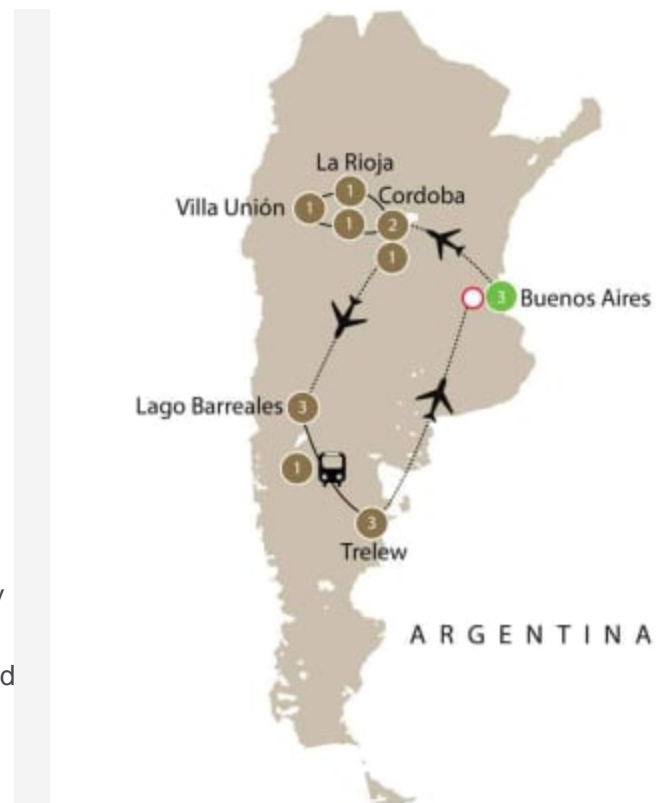 La Rioja
1
Cordoba
Villa Unión
1
1
2
1
3
Buenos Aires
Lago Barreales
3
1
3
Trelew
y
ARGENTINA
d